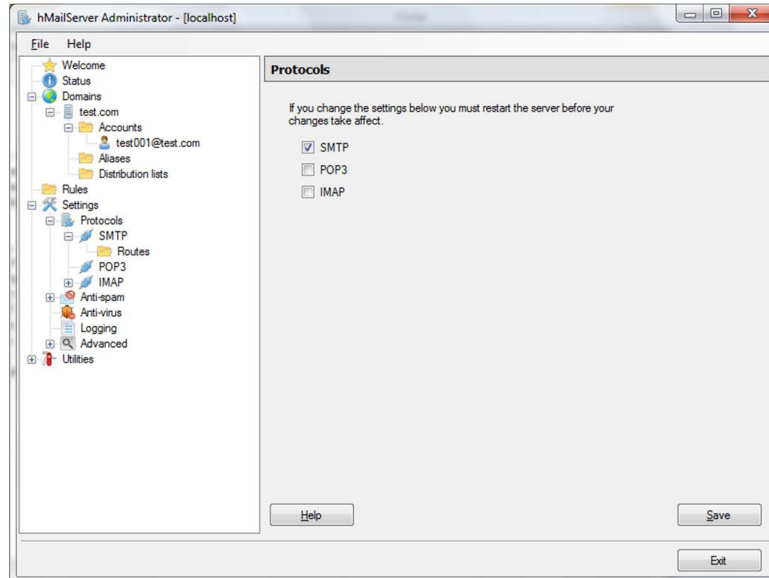 hMailServer Administrator - [localhost]
File Help
Welcome
Status
Domains
test.com
Accounts
test001@test.com
Aliases
Distribution lists
Rules
Settings
Protocols
SMTP
Routes
POP3
IMAP
Anti-spam
Anti-virus
Logging
Advanced
Utilities
Protocols
If you change the settings below you must restart the server before your
changes take affect.
SMTP
POP3
IMAP
Help
Save
Exit